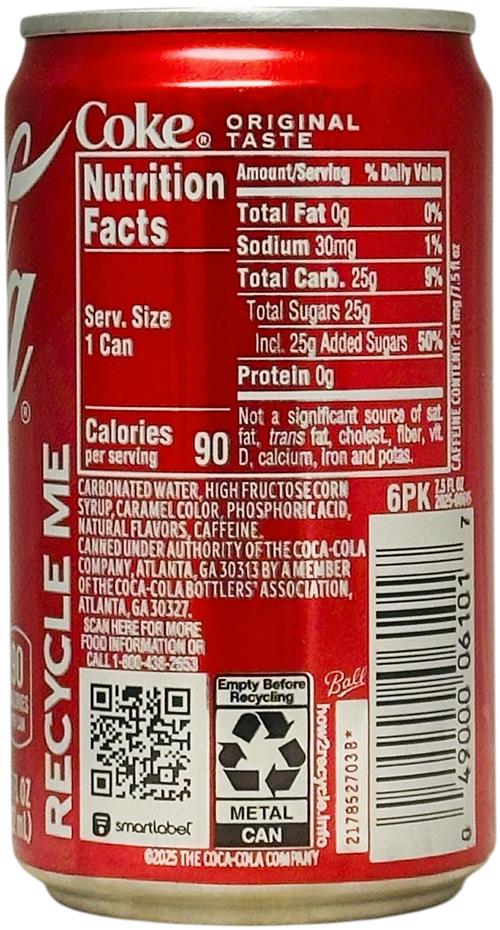 Coke® ORIGINAL
TASTE
Nutrition
Facts
Serv. Size
1 Can
Calories
per serving 90
Amount/Serving % Daily Value
Total Fat 0g 0%
Sodium 30mg 1%
Total Carb. 25g 9%
Total Sugars 25g
Incl. 25g Added Sugars 50%
Protein 0g
Not a significant source of sat.
fat, trans fat, cholest., fiber, vit.
D, calcium, iron and potas.
CAFFEINE CONTENT: 21 mg/7.5 fl oz
CARBONATED WATER, HIGH FRUCTOSE CORN
SYRUP, CARAMEL COLOR, PHOSPHORIC ACID,
NATURAL FLAVORS, CAFFEINE.
CANNED UNDER AUTHORITY OF THE COCA-COLA
COMPANY, ATLANTA, GA 30313 BY A MEMBER
OF THE COCA-COLA BOTTLERS' ASSOCIATION,
ATLANTA, GA 30327.
SCAN HERE FOR MORE
FOOD INFORMATION OR
CALL 1-800-438-2653
smartlabel
RECYCLE ME
6PK 7.5 FL OZ
Empty Before
Recycling
METAL
CAN
how2recycle.info
Ball
217852703B*
0 49000 06101 7
©2025 THE COCA-COLA COMPANY